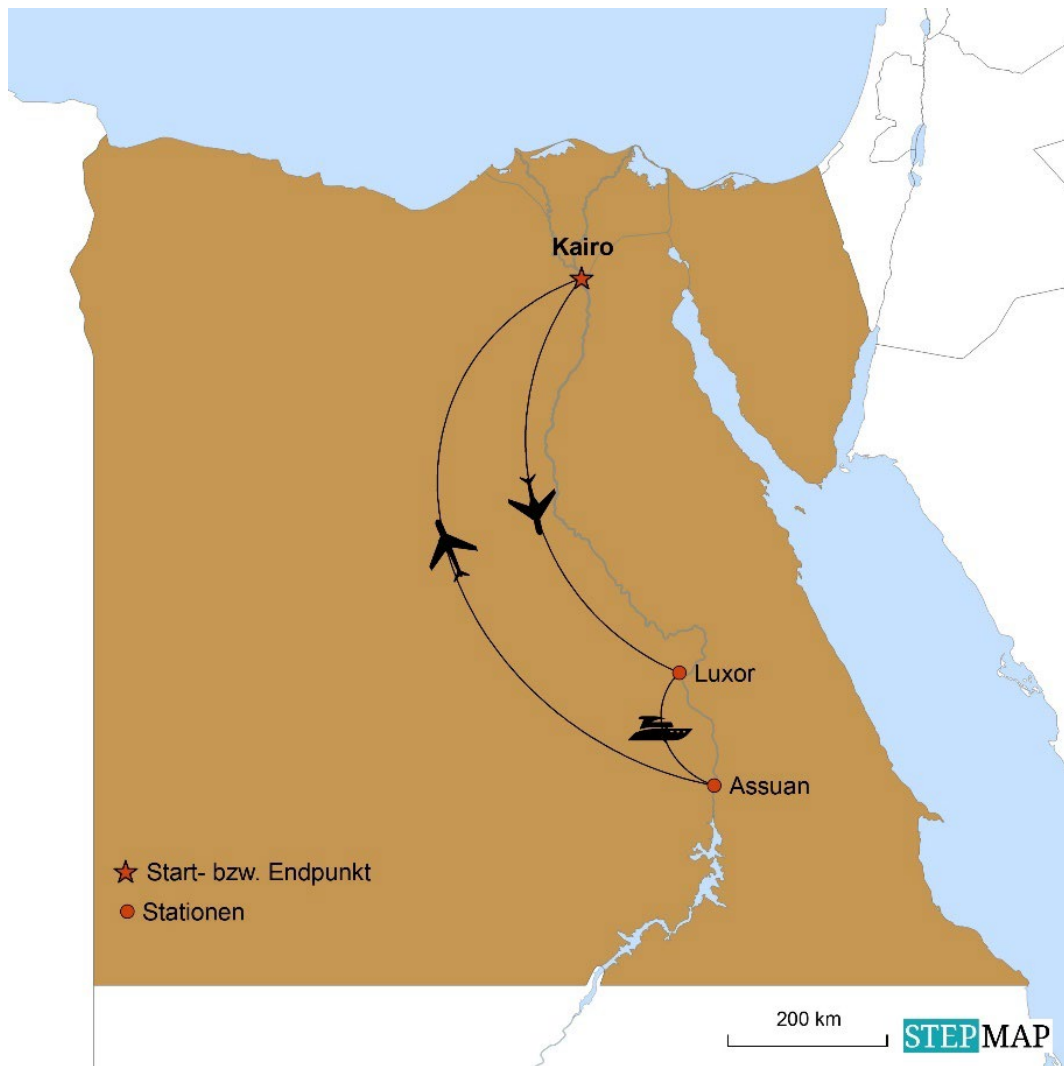 Kairo
Luxor
Assuan
Start- bzw. Endpunkt
Stationen
200 km
STEPMAP